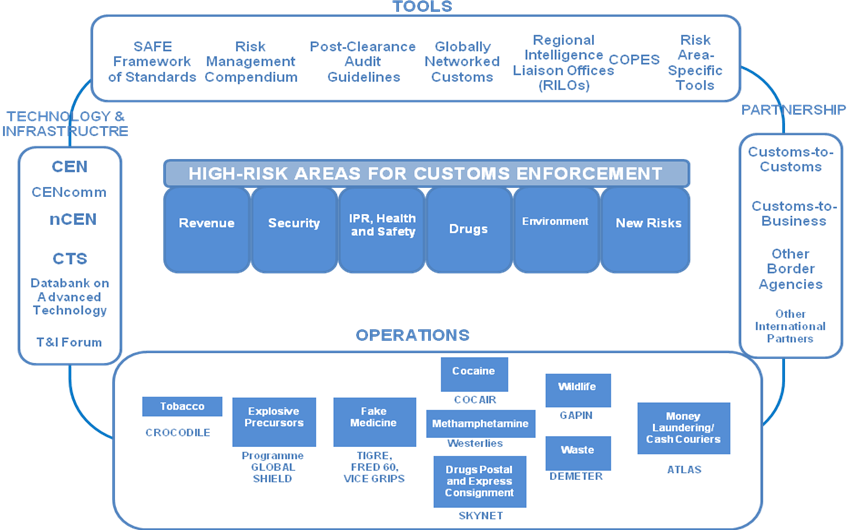 TOOLS
SAFE
Framework
of Standards
Risk
Management
Compendium
Post-Clearance
Audit
Guidelines
Globally
Networked
Customs
Regional
Intelligence
Liaison Offices
(RILOs)
COPES
Risk
Area-
Specific
Tools
TECHNOLOGY &
INFRASTRUCTRE
CEN
CENcomm
nCEN
CTS
Databank on
Advanced
Technology
T&I Forum
HIGH-RISK AREAS FOR CUSTOMS ENFORCEMENT
Revenue
Security
IPR, Health
and Safety
Drugs
Environment
New Risks
PARTNERSHIP
Customs-to-
Customs
Customs-to-
Business
Other
Border
Agencies
Other
International
Partners
OPERATIONS
Tobacco
CROCODILE
Explosive
Precursors
Programme
GLOBAL
SHIELD
Fake
Medicine
TIGRE,
FRED 60,
VICE GRIPS
Cocaine
COCAIR
Methamphetamine
Westerlies
Drugs Postal
and Express
Consignment
SKYNET
Wildlife
GAPIN
Waste
DEMETER
Money
Laundering/
Cash Couriers
ATLAS